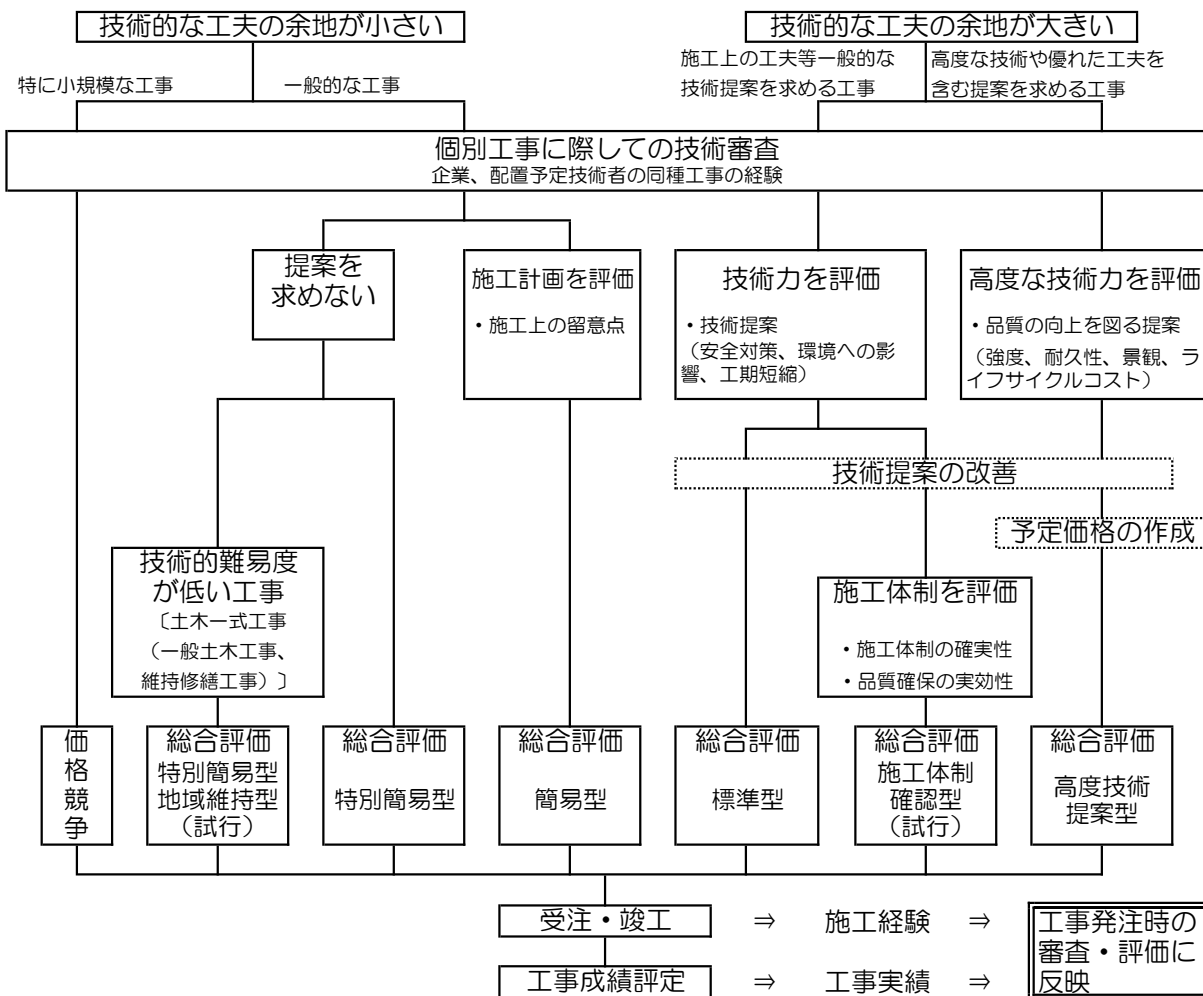 技術的な工夫の余地が小さい
技術的な工夫の余地が大きい
特に小規模な工事
一般的な工事
施工上の工夫等一般的な
技術提案を求める工事
高度な技術や優れた工夫を
含む提案を求める工事
個別工事に際しての技術審査
企業、配置予定技術者の同種工事の経験
提案を
求めない
施工計画を評価
・施工上の留意点
技術力を評価
・技術提案
（安全対策、環境への影
響、工期短縮）
高度な技術力を評価
・品質の向上を図る提案
（強度、耐久性、景観、ラ
イフサイクルコスト）
技術提案の改善
予定価格の作成
技術的難易度
が低い工事
〔土木一式工事
（一般土木工事、
維持修繕工事）〕
施工体制を評価
・施工体制の確実性
・品質確保の実効性
価
格
競
争
総合評価
特別簡易型
地域維持型
（試行）
総合評価
特別簡易型
総合評価
簡易型
総合評価
標準型
総合評価
施工体制
確認型
（試行）
総合評価
高度技術
提案型
受注・竣工 ⇒ 施工経験 ⇒
工事成績評定 ⇒ 工事実績 ⇒
工事発注時の
審査・評価に
反映